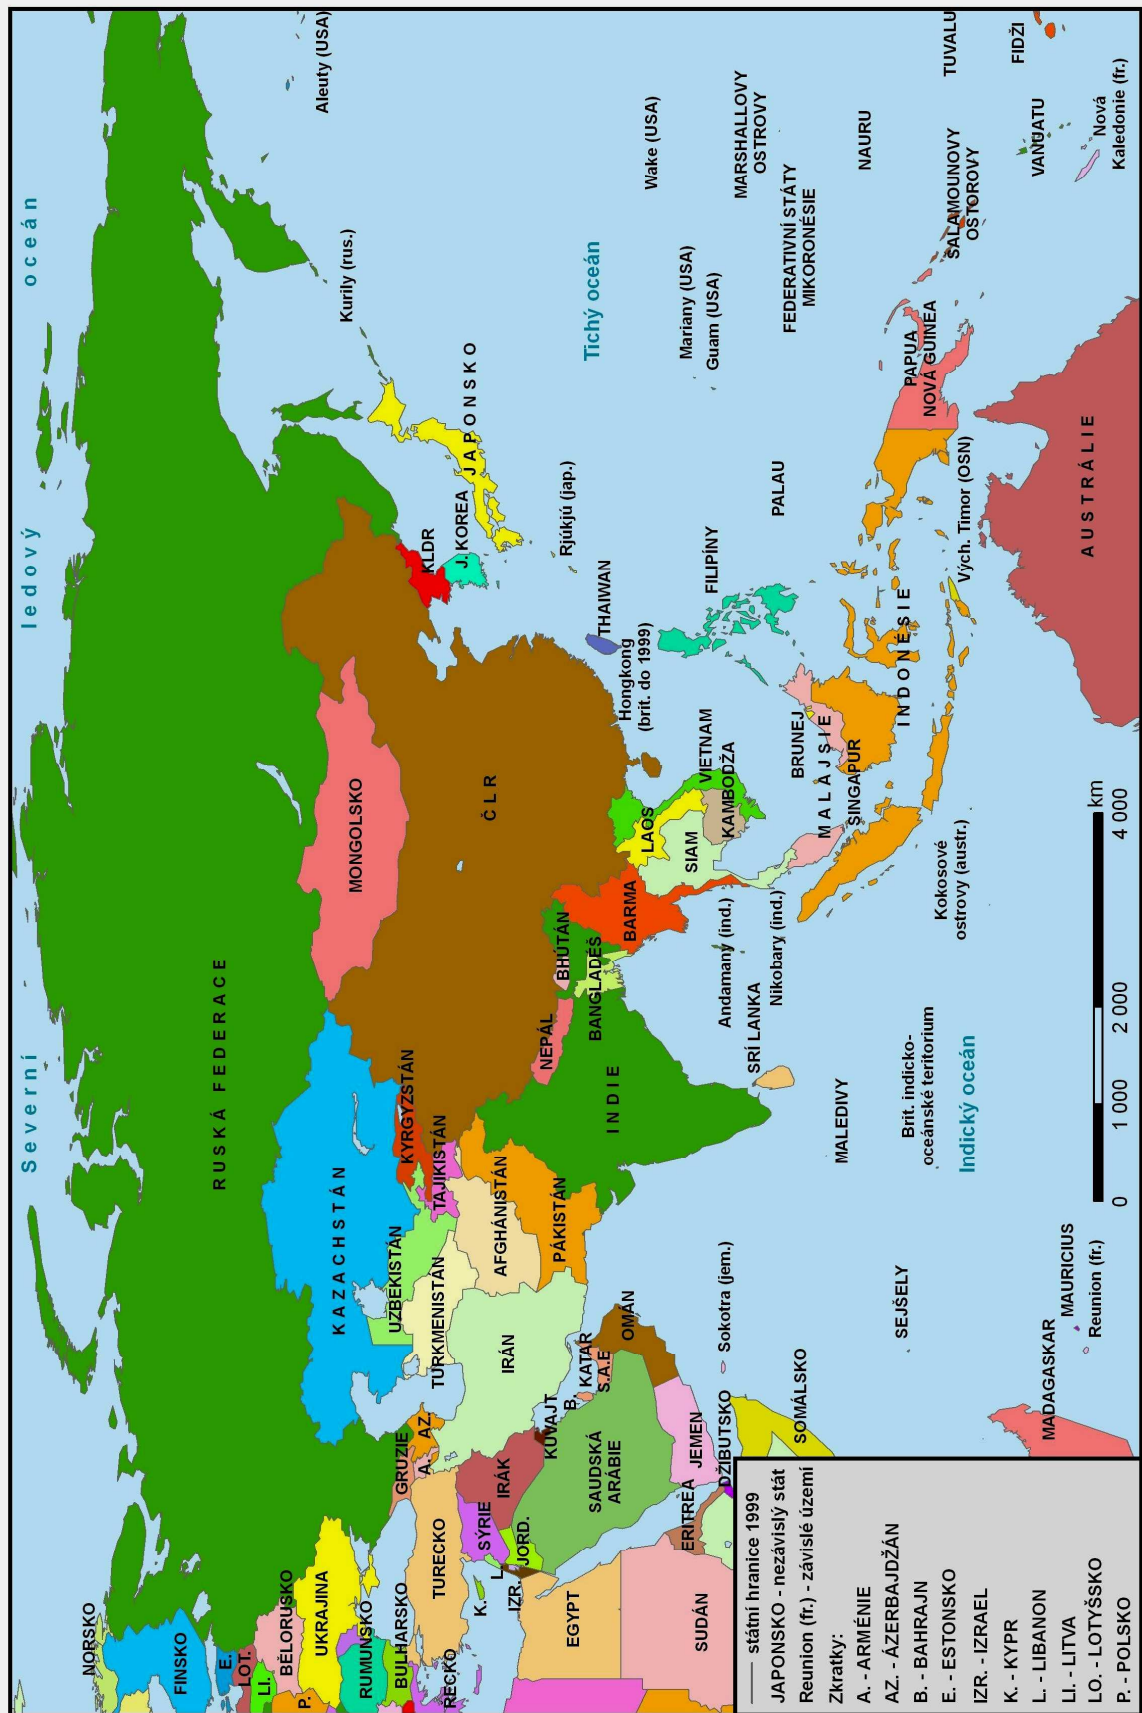 Severní ledový oceán
Aleuty (USA)
RUSKÁ FEDERACE
Kurily (rus.)
NORSKO
FINSKO
E.
LOT.
LI.
BĚLORUSKO
P.
UKRAJINA
RUMUNSKO
BULHARSKO
ŘECKO
KAZACHSTÁN
MONGOLSKO
JAPONSKO
KLDR
J. KOREA
ČLR
GRUZIE
A.
AZ.
UZBEKISTÁN
KYRGYZSTÁN
TURKMENISTÁN
TAJIKISTÁN
TURECKO
K.
SÝRIE
L.
IZR.
JORD.
IRÁK
IRÁN
AFGHÁNISTÁN
PÁKISTÁN
KUVAJT
B.
KATAR
S.A.E
OMÁN
SAUDSKÁ
ARÁBIE
JEMEN
EGYPT
SUDÁN
ERITREA
DŽIBUTSKO
SOMÁLSKO
Sokotra (jem.)
NEPÁL
BHÚTÁN
BANGLADÉŠ
INDIE
BARMA
LAOS
SIAM
VIETNAM
KAMBODŽA
Hongkong
(brit. do 1999)
THAIWAN
Rjúkjú (jap.)
Tichý oceán
Wake (USA)
Mariany (USA)
Guam (USA)
MARSHALLOVY
OSTROVY
FEDERATIVNÍ STÁTY
MIKORONÉSIE
FILIPÍNY
PALAU
Andamany (ind.)
Nikobary (ind.)
SRÍ LANKA
MALEDIVY
BRUNEJ
MALAJSIE
SINGAPUR
INDONÉSIE
NAURU
PAPUA
NOVÁ GUINEA
ŠALAMOUNOVY
OSTOROVY
TUVALU
FIDŽI
VANUATU
Nová
Kaledonie (fr.)
Vých. Timor (OSN)
AUSTRÁLIE
Kokosové
ostrovy (austr.)
Brit. indicko-
oceánské teritorium
Indický oceán
SEJŠELY
MADAGASKAR
MAURICIUS
Reunion (fr.)
0 1 000 2 000 4 000 km
státní hranice 1999
JAPONSKO - nezávislý stát
Reunion (fr.) - závislé území
Zkratky:
A. - ARMÉNIE
AZ. - ÁZERBAJDŽÁN
B. - BAHRAJN
E. - ESTONSKO
IZR. - IZRAEL
K. - KYPR
L. - LIBANON
LI. - LITVA
LO. - LOTYŠSKO
P. - POLSKO